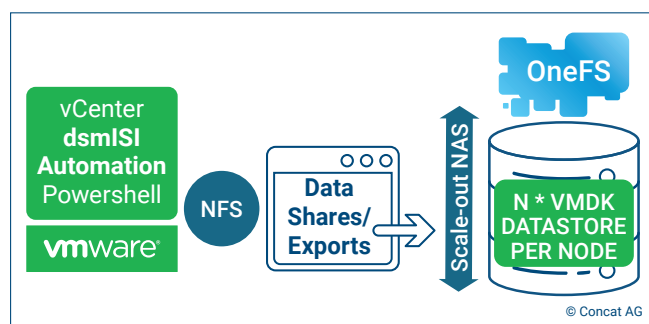 vCenter
dsmISI
Automation
Powershell
vmware®
NFS
Data
Shares/
Exports
Scale-out NAS
OneFS
N * VMDK
DATASTORE
PER NODE
© Concat AG